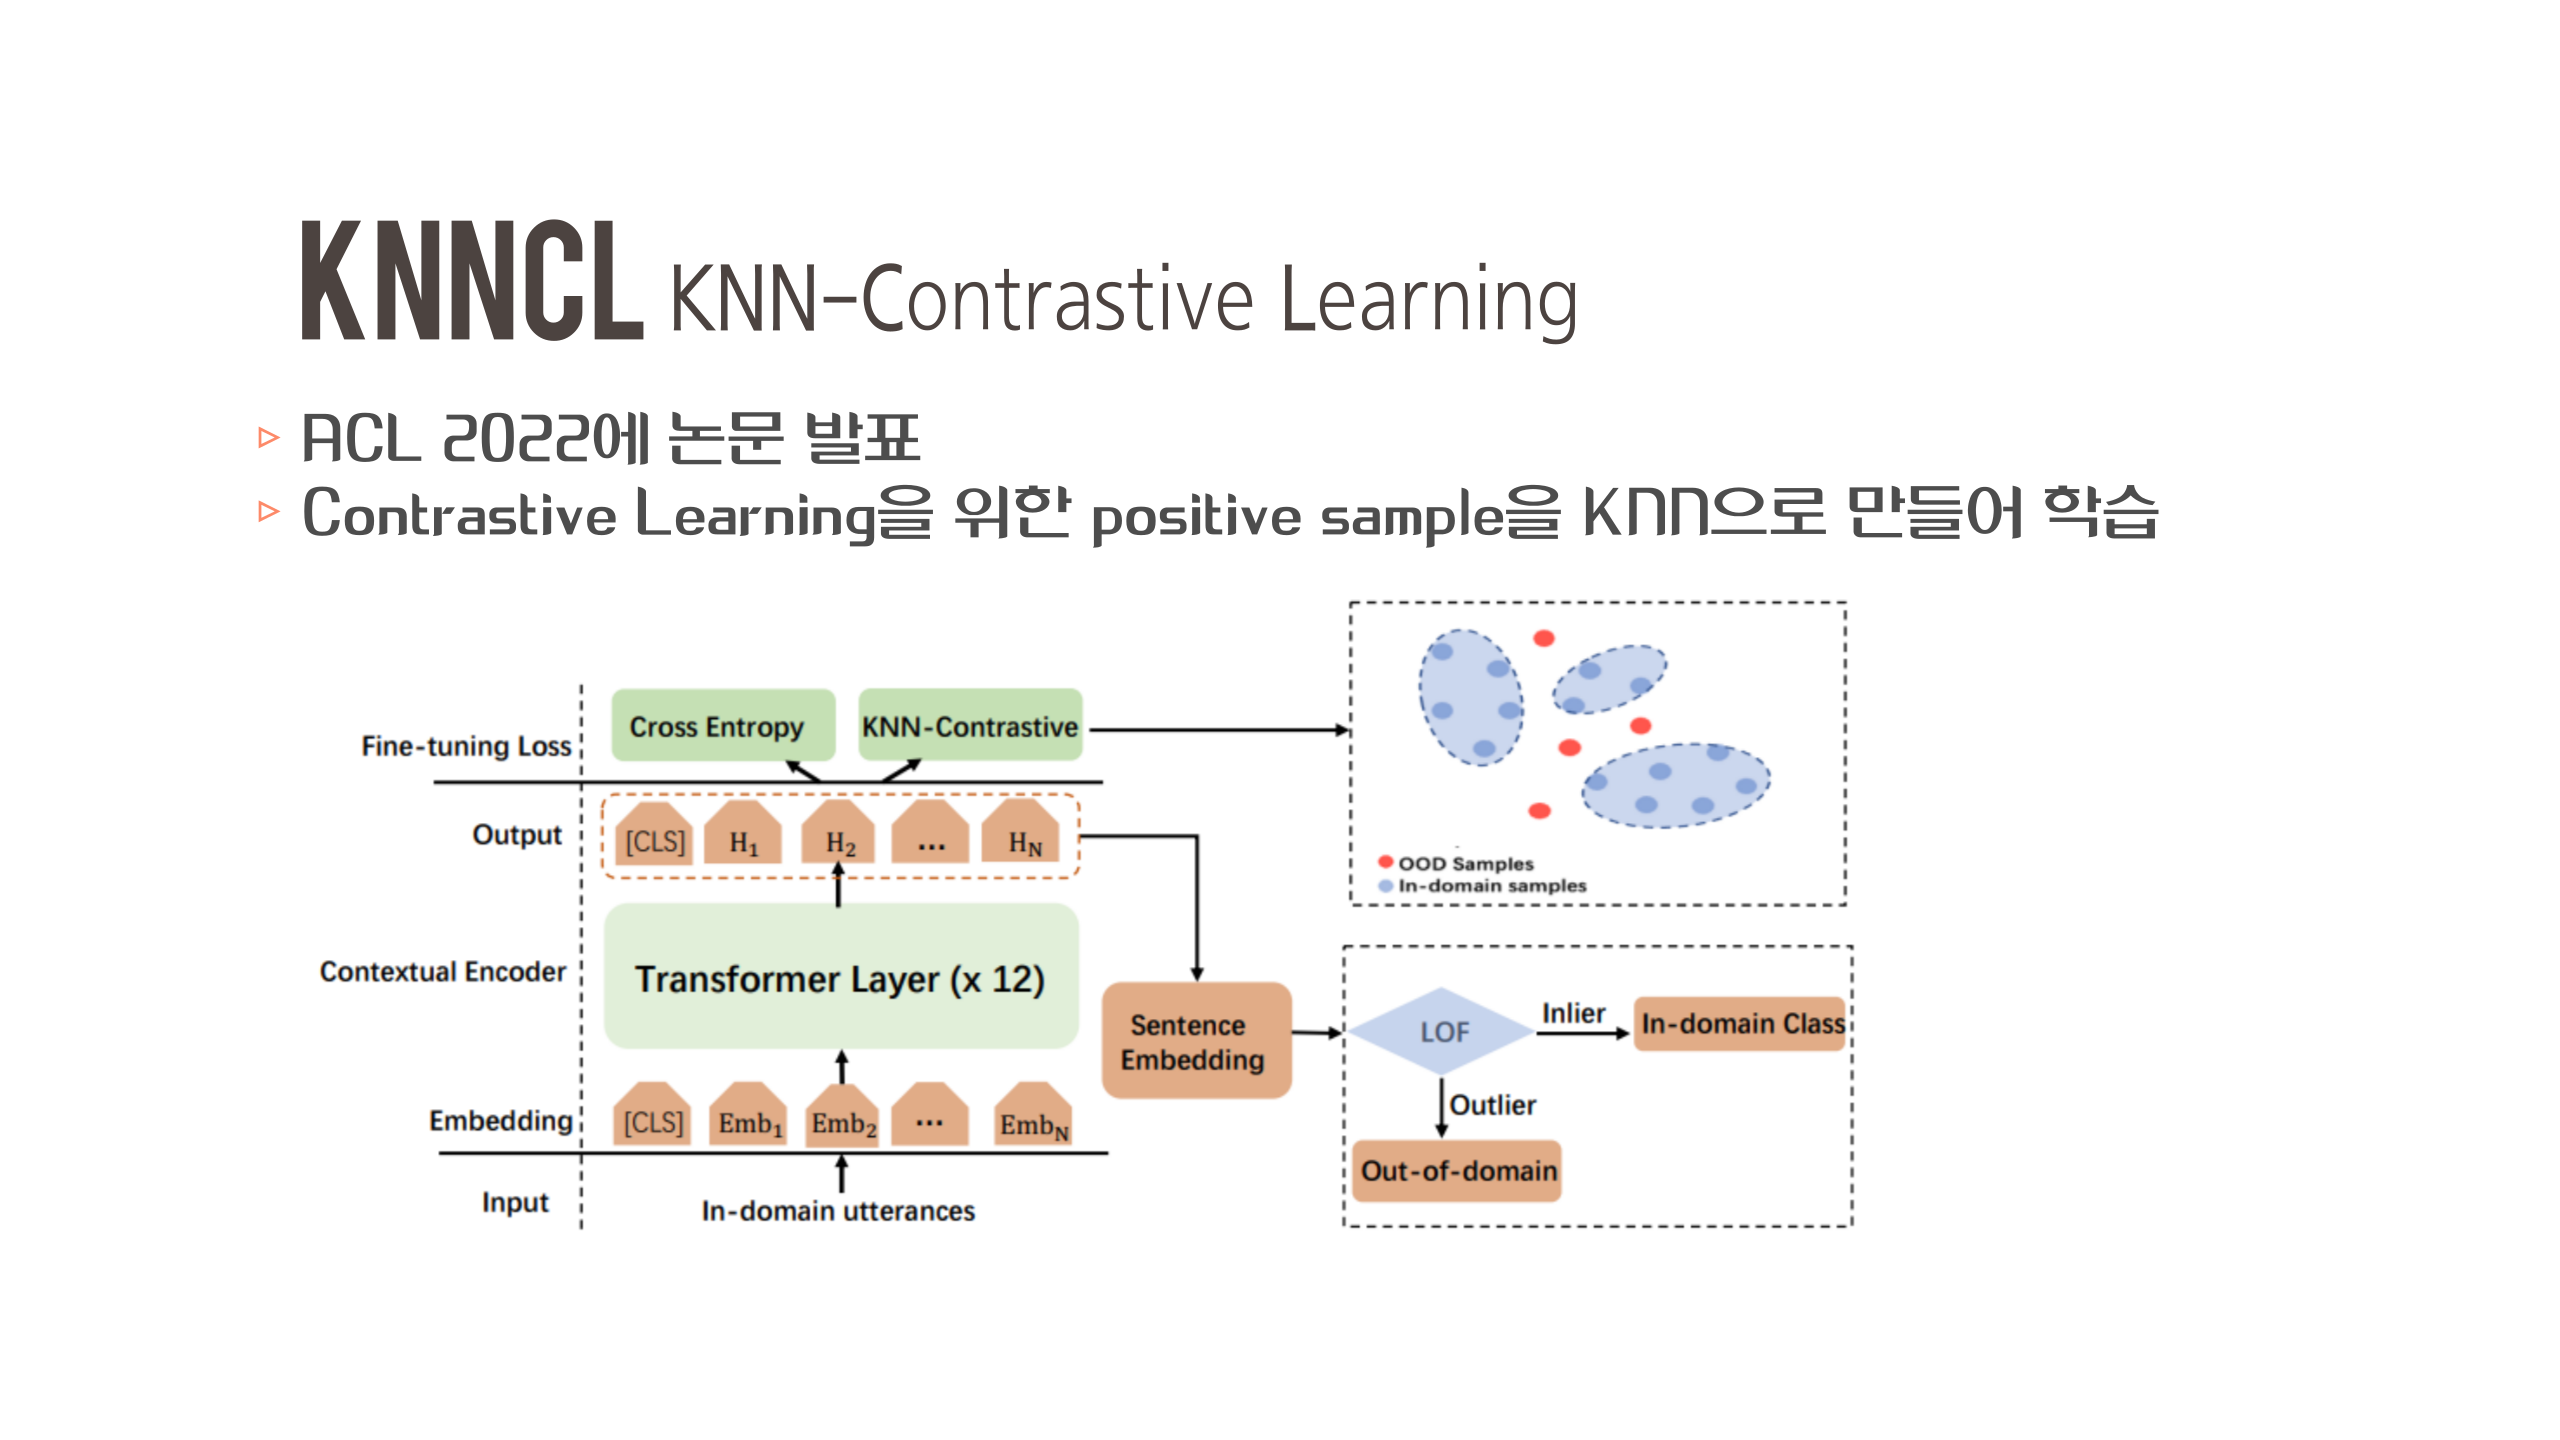 KNNCL KNN-Contrastive Learning
▹ ACL 2022에 논문 발표
▹ Contrastive Learning을 위한 positive sample을 KNN으로 만들어 학습
Fine-tuning Loss
Cross Entropy
KNN-Contrastive
Output
[CLS]
H₁
H₂
...
H_N
Contextual Encoder
Transformer Layer (x 12)
Embedding
[CLS]
Emb₁
Emb₂
...
Emb_N
Input
In-domain utterances
OOD Samples
In-domain samples
Sentence
Embedding
LOF
Inlier
In-domain Class
Outlier
Out-of-domain